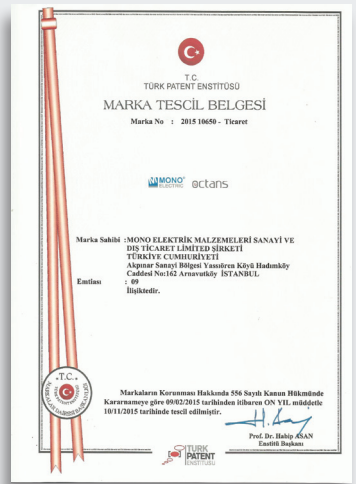 T.C.
TÜRK PATENT ENSTİTÜSÜ
MARKA TESCİL BELGESİ
Marka No : 2015 10650 - Ticaret
MONO ELECTRIC octans
Marka Sahibi :MONO ELEKTRİK MALZEMELERİ SANAYİ VE
DIŞ TİCARET LİMİTED ŞİRKETİ
TÜRKİYE CUMHURİYETİ
Akpınar Sanayi Bölgesi Yassıören Köyü Hadımköy
Caddesi No:162 Arnavutköy İSTANBUL
Emtiası : 09
İlişiktedir.
T.C.
MARKALAR DAİRESİ BAŞKANLIĞI
Markaların Korunması Hakkında 556 Sayılı Kanun Hükmünde
Kararnameye göre 09/02/2015 tarihinden itibaren ON YIL müddetle
10/11/2015 tarihinde tescil edilmiştir.
Prof. Dr. Habip ASAN
Enstitü Başkanı
TÜRK
PATENT
ENSTİTÜSÜ